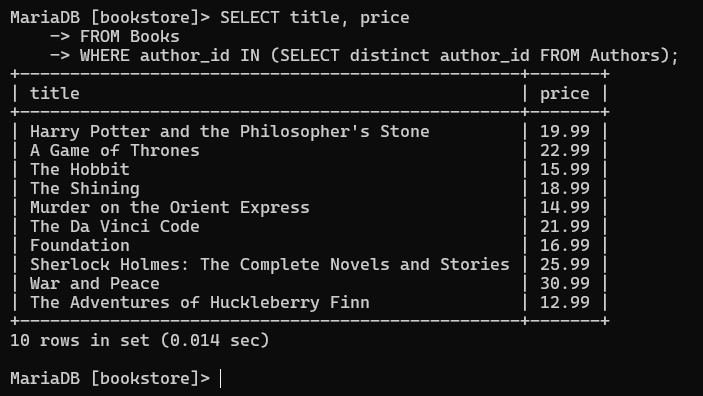 MariaDB [bookstore]> SELECT title, price
    -> FROM Books
    -> WHERE author_id IN (SELECT distinct author_id FROM Authors);
+--------------------------------------------------+-------+
| title                                            | price |
+--------------------------------------------------+-------+
| Harry Potter and the Philosopher's Stone         | 19.99 |
| A Game of Thrones                                | 22.99 |
| The Hobbit                                       | 15.99 |
| The Shining                                      | 18.99 |
| Murder on the Orient Express                     | 14.99 |
| The Da Vinci Code                                | 21.99 |
| Foundation                                       | 16.99 |
| Sherlock Holmes: The Complete Novels and Stories | 25.99 |
| War and Peace                                    | 30.99 |
| The Adventures of Huckleberry Finn               | 12.99 |
+--------------------------------------------------+-------+
10 rows in set (0.014 sec)
MariaDB [bookstore]>